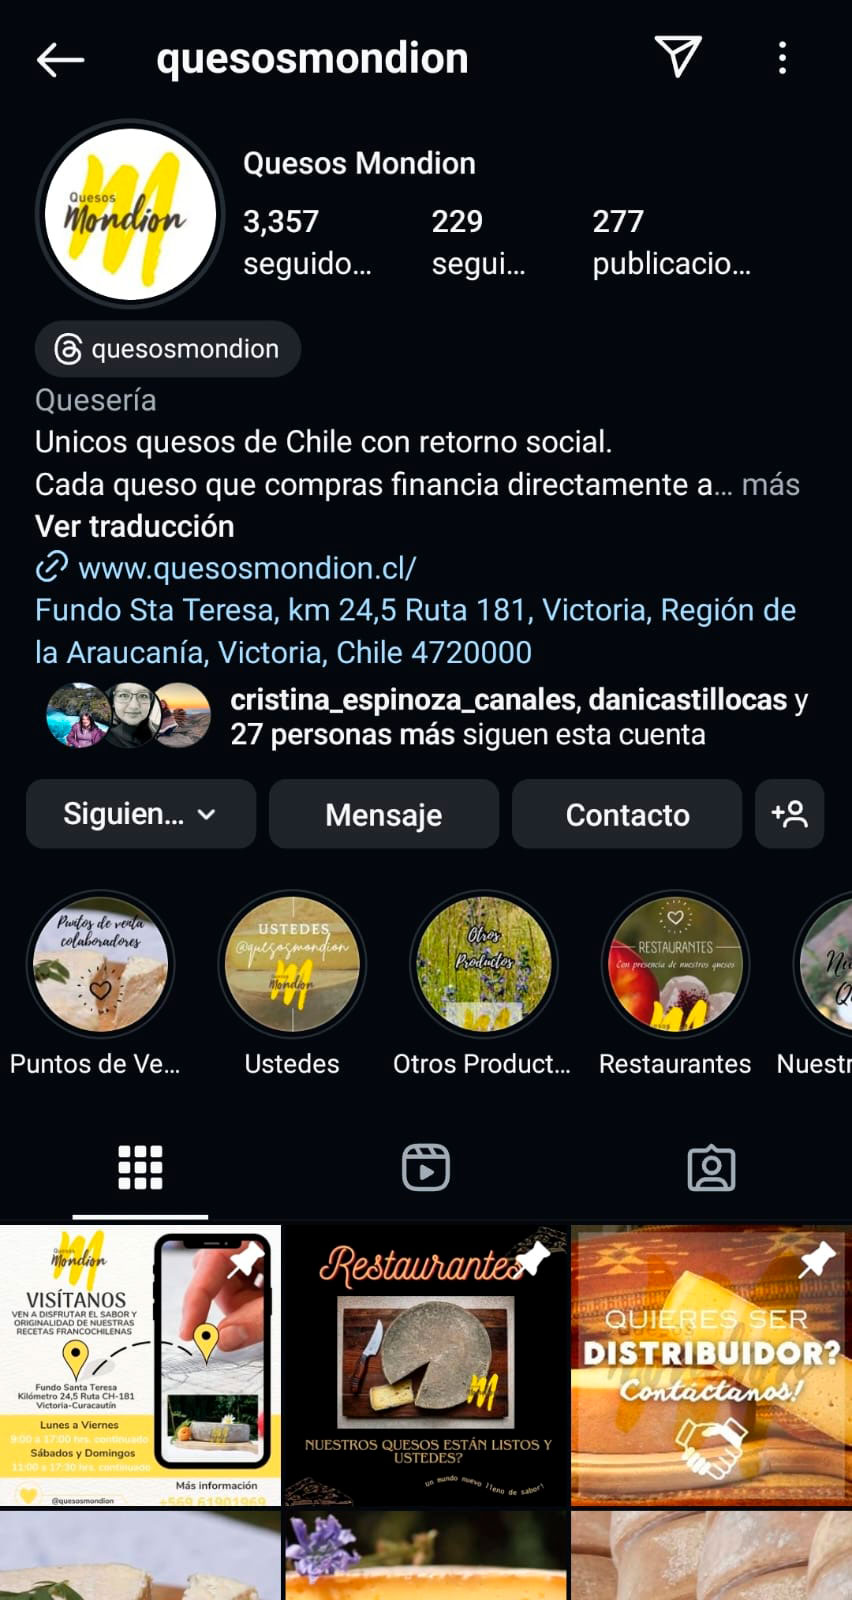 quesosmondion
Quesos
Mondion
Quesos Mondion
3,357
229
277
seguido...
segui...
publicacio...
quesosmondion
Quesería
Unicos quesos de Chile con retorno social.
Cada queso que compras financia directamente a... más
Ver traducción
www.quesosmondion.cl/
Fundo Sta Teresa, km 24,5 Ruta 181, Victoria, Región de
la Araucanía, Victoria, Chile 4720000
cristina_espinoza_canales, danicastillocas y
27 personas más siguen esta cuenta
Siguien...
Mensaje
Contacto
Puntos de venta
colaboradores
USTEDES
@quesosmondion
Quesos
Mondion
Otros
Productos
RESTAURANTES
Con presencia de nuestros quesos
Puntos de Ve...
Ustedes
Otros Product...
Restaurantes
Nuestr
Quesos
Mondion
VISÍTANOS
VEN A DISFRUTAR EL SABOR Y
ORIGINALIDAD DE NUESTRAS
RECETAS FRANCOCHILENAS
Fundo Santa Teresa
Kilómetro 24,5 Ruta CH-181
Victoria-Curacautín
Lunes a Viernes
9:00 a 17:00 hrs. continuado
Sábados y Domingos
11:00 a 17:30 hrs. continuado
Más información
+569 61901969
@quesosmondion
Restaurantes
NUESTROS QUESOS ESTÁN LISTOS Y
USTEDES?
un mundo nuevo lleno de sabor!
QUIERES SER
DISTRIBUIDOR?
Contáctanos!